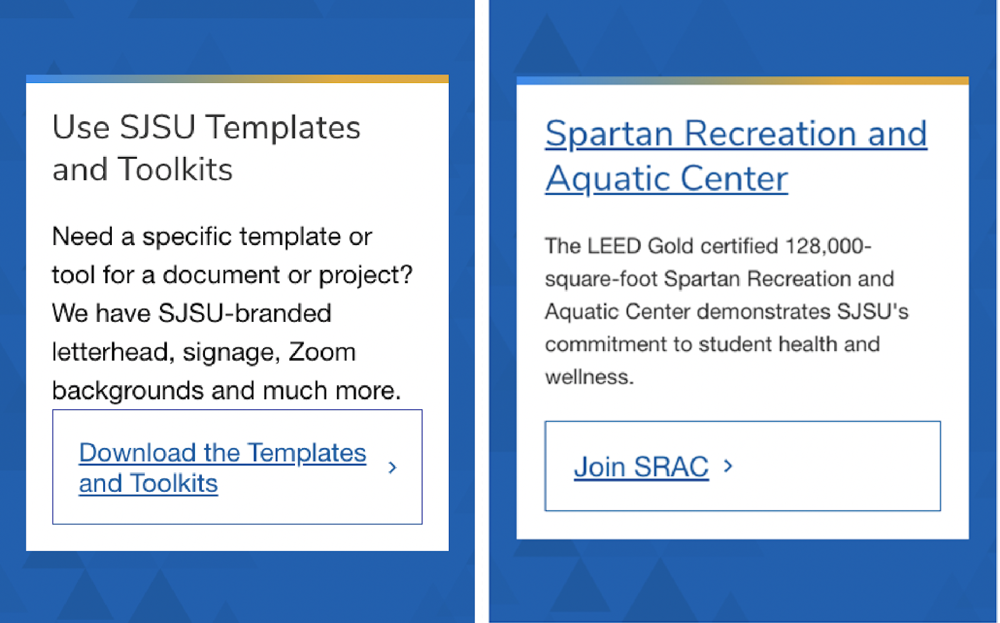 Use SJSU Templates
and Toolkits
Need a specific template or
tool for a document or project?
We have SJSU-branded
letterhead, signage, Zoom
backgrounds and much more.
Download the Templates
and Toolkits
Spartan Recreation and
Aquatic Center
The LEED Gold certified 128,000-
square-foot Spartan Recreation and
Aquatic Center demonstrates SJSU's
commitment to student health and
wellness.
Join SRAC